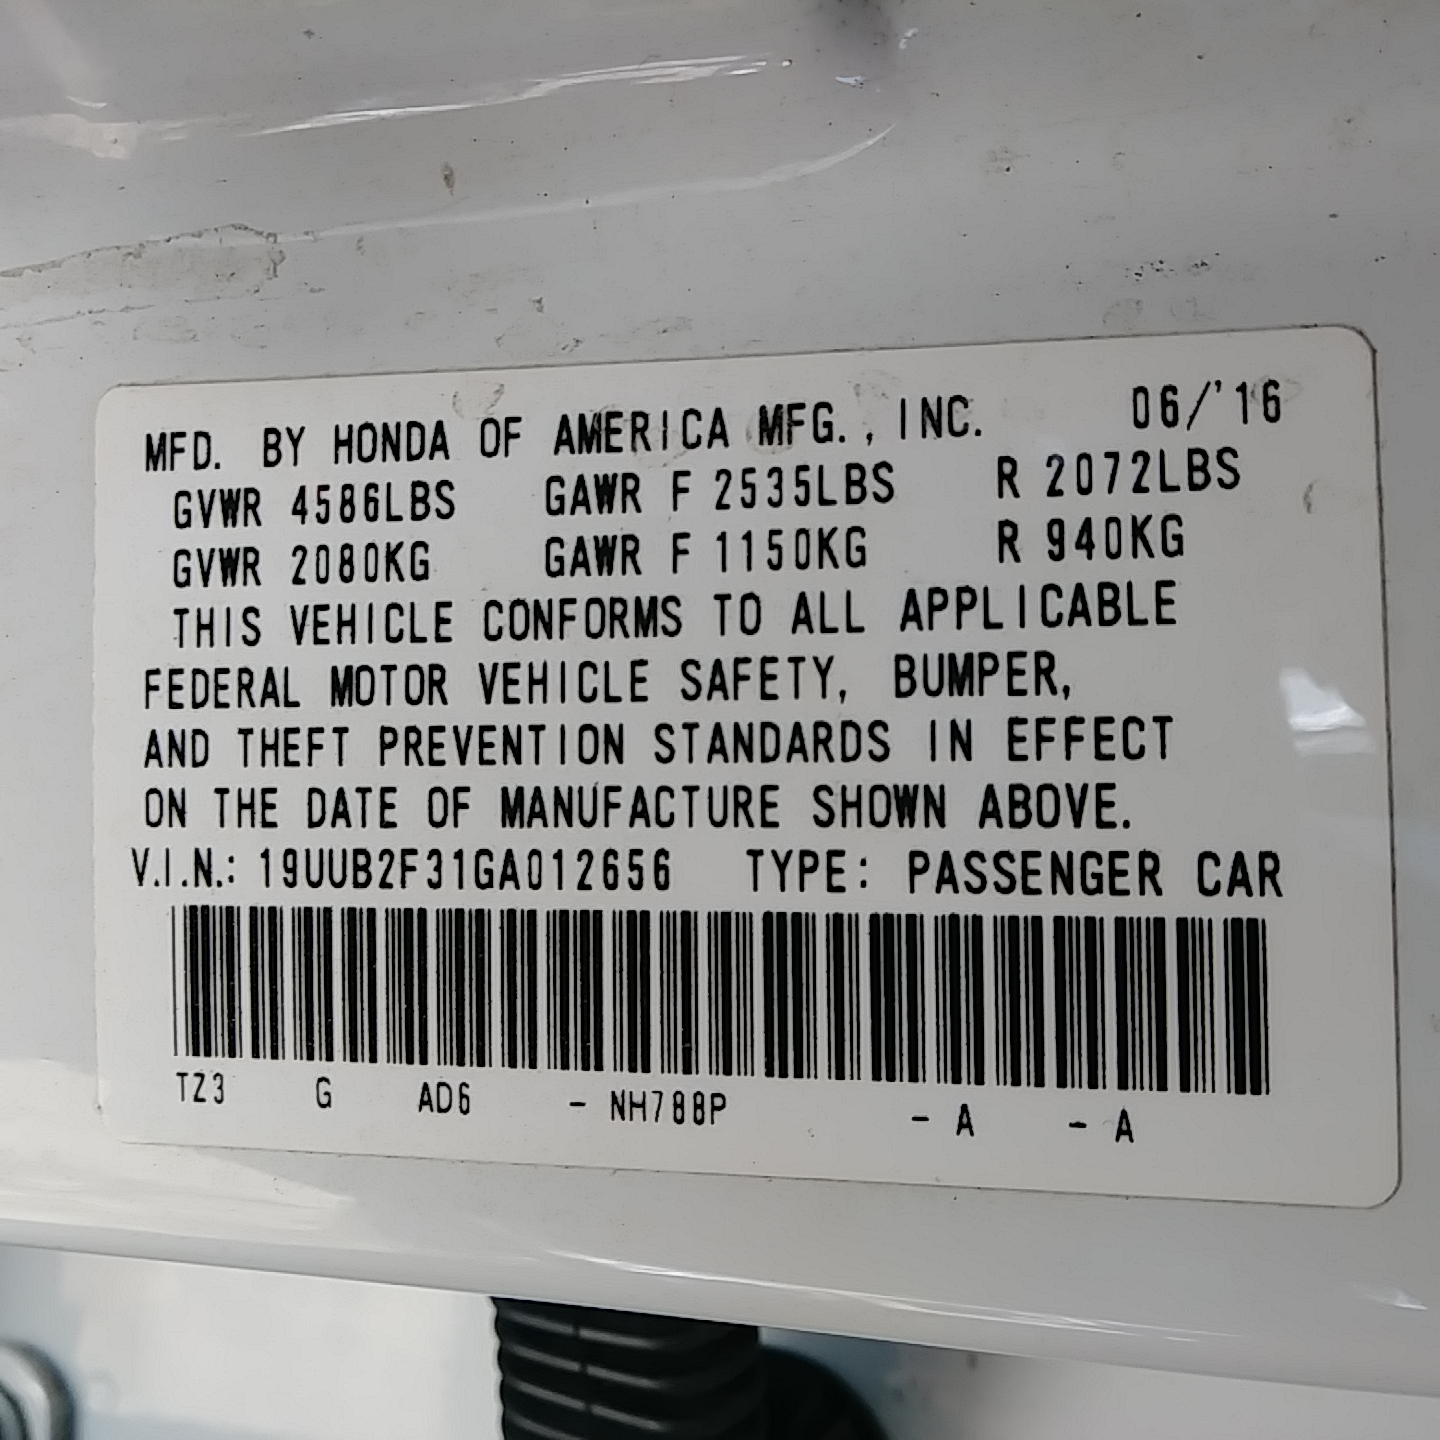 MFD. BY HONDA OF AMERICA MFG., INC. 06/'16
GVWR 4586LBS GAWR F 2535LBS R 2072LBS
GVWR 2080KG GAWR F 1150KG R 940KG
THIS VEHICLE CONFORMS TO ALL APPLICABLE
FEDERAL MOTOR VEHICLE SAFETY, BUMPER,
AND THEFT PREVENTION STANDARDS IN EFFECT
ON THE DATE OF MANUFACTURE SHOWN ABOVE.
V.I.N.: 19UUB2F31GA012656 TYPE: PASSENGER CAR
TZ3 G AD6 - NH788P - A - A